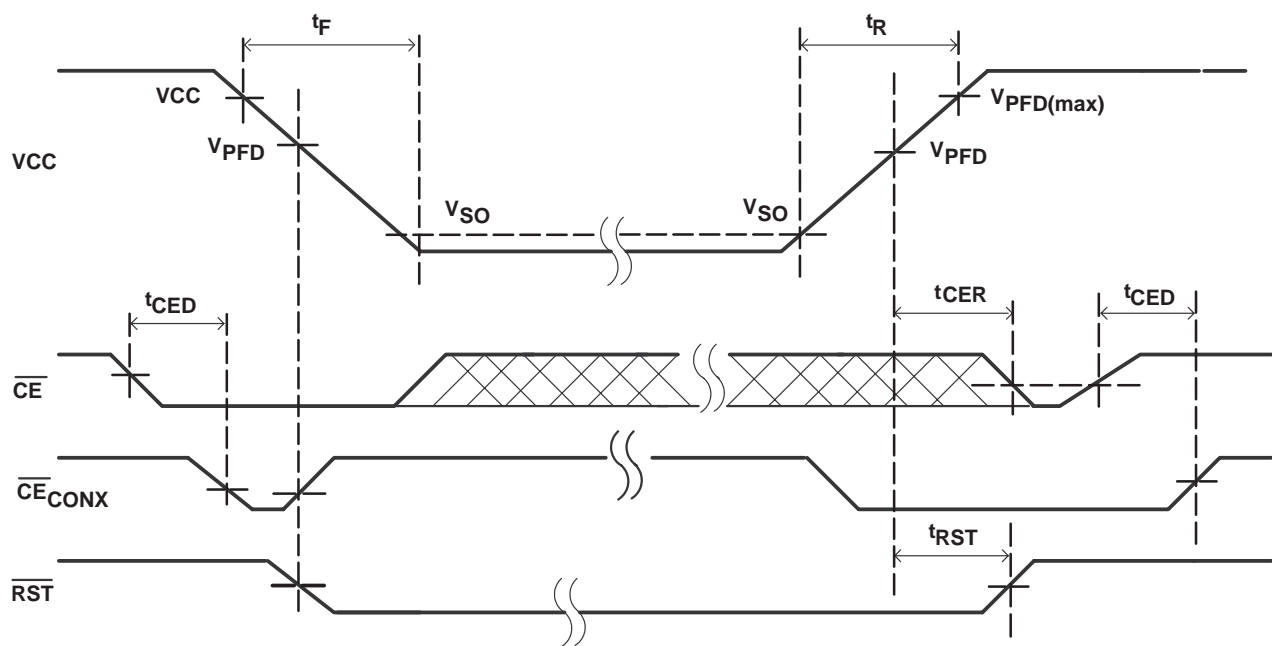 tF
tR
VCC
VPFD(max)
VPFD
VPFD
VCC
VSO
VSO
tCED
tCER
tCED
CE
CECONX
tRST
RST